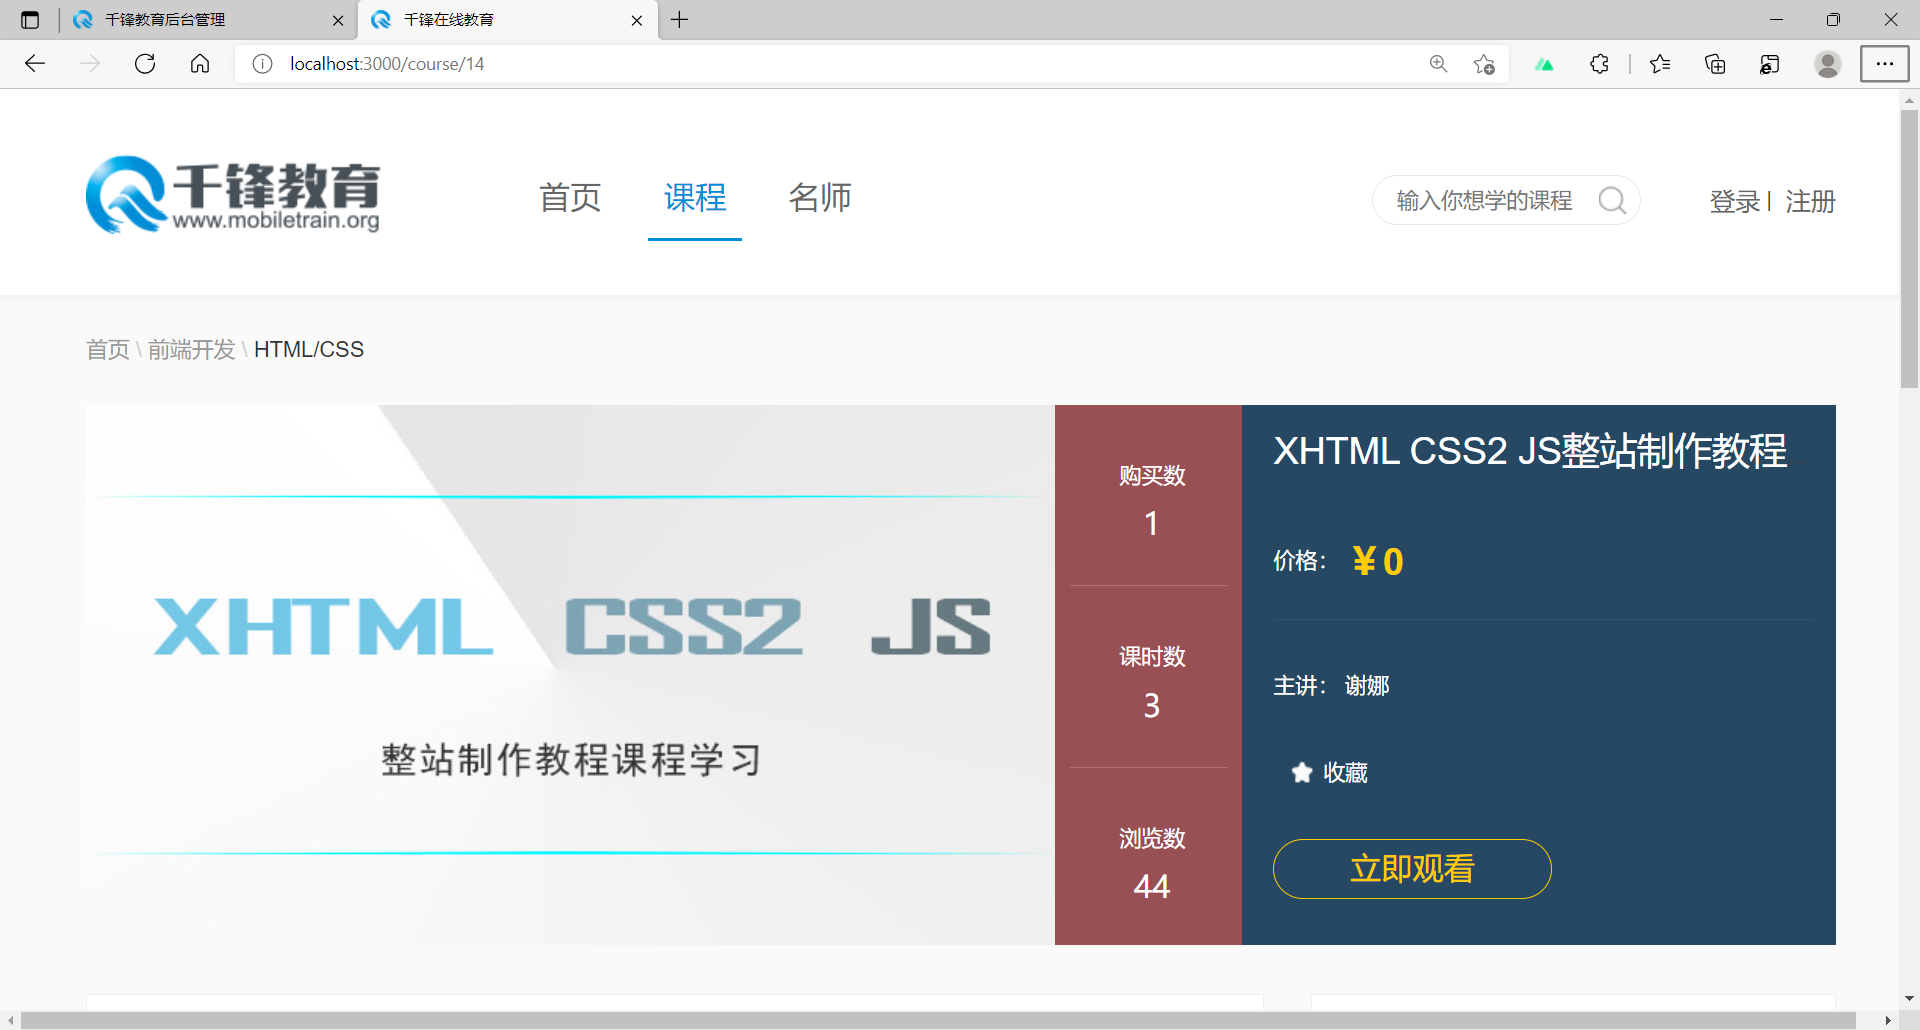 千锋教育后台管理
千锋在线教育
localhost:3000/course/14
千锋教育
www.mobiletrain.org
首页
课程
名师
输入你想学的课程
登录 | 注册
首页 \ 前端开发 \ HTML/CSS
XHTML CSS2 JS
整站制作教程课程学习
购买数
1
课时数
3
浏览数
44
XHTML CSS2 JS整站制作教程
价格： ¥0
主讲： 谢娜
收藏
立即观看